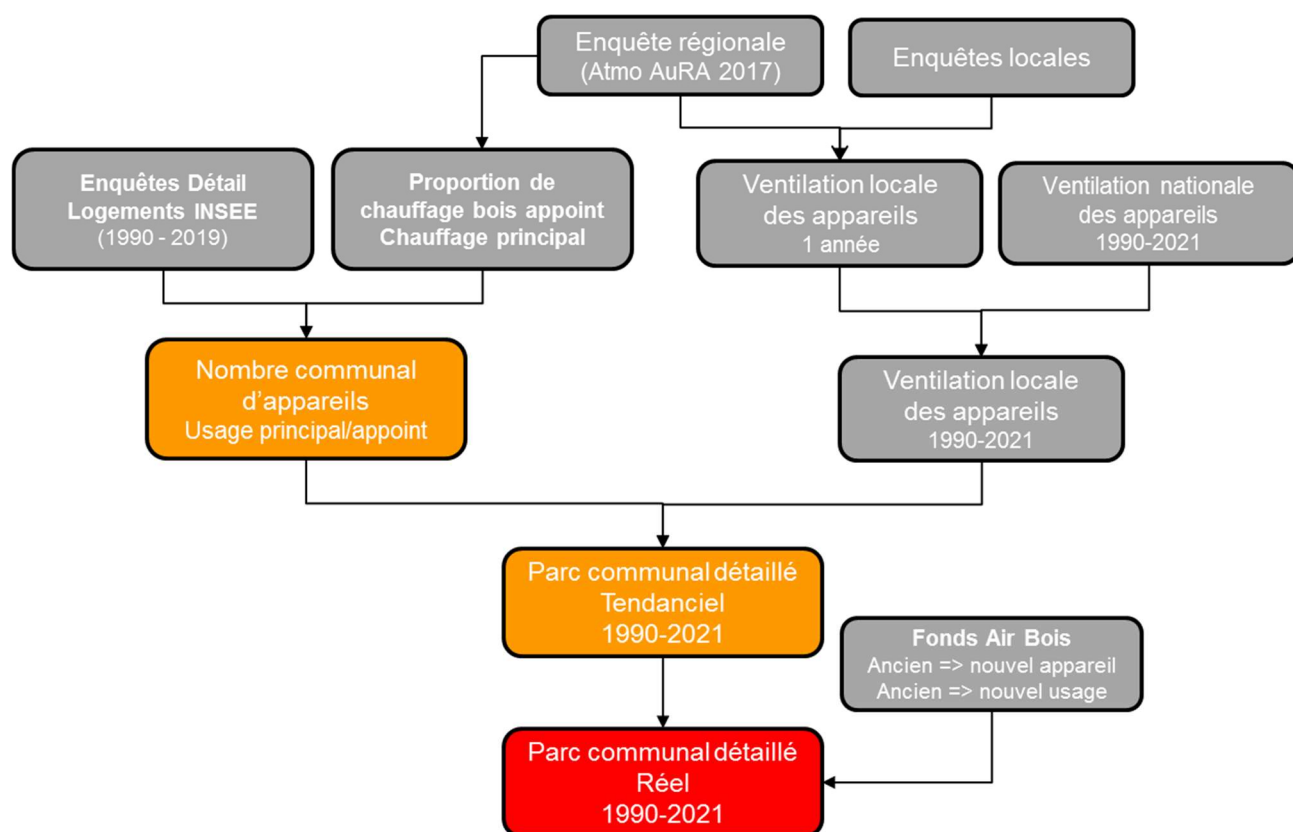 Enquête régionale
(Atmo AuRA 2017)
Enquêtes locales
Enquêtes Détail
Logements INSEE
(1990 - 2019)
Proportion de
chauffage bois appoint
Chauffage principal
Ventilation locale
des appareils
1 année
Ventilation nationale
des appareils
1990-2021
Nombre communal
d'appareils
Usage principal/appoint
Ventilation locale
des appareils
1990-2021
Parc communal détaillé
Tendanciel
1990-2021
Fonds Air Bois
Ancien => nouvel appareil
Ancien => nouvel usage
Parc communal détaillé
Réel
1990-2021